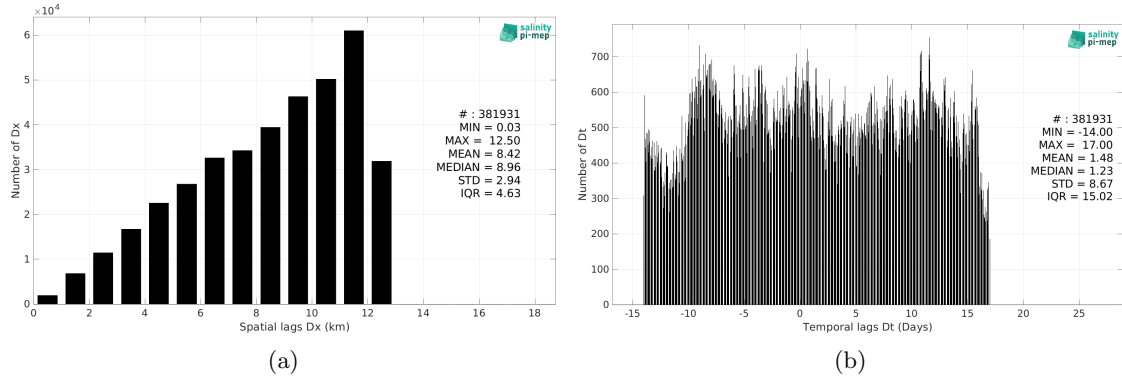 ×10⁴
6
5
4
3
2
1
0
Number of Dx
0 2 4 6 8 10 12 14 16 18
Spatial lags Dx (km)
salinity
pi-mep
# : 381931
MIN = 0.03
MAX = 12.50
MEAN = 8.42
MEDIAN = 8.96
STD = 2.94
IQR = 4.63
(a)
700
600
500
400
300
200
100
0
Number of Dt
-15 -10 -5 0 5 10 15 20 25
Temporal lags Dt (Days)
salinity
pi-mep
# : 381931
MIN = -14.00
MAX = 17.00
MEAN = 1.48
MEDIAN = 1.23
STD = 8.67
IQR = 15.02
(b)